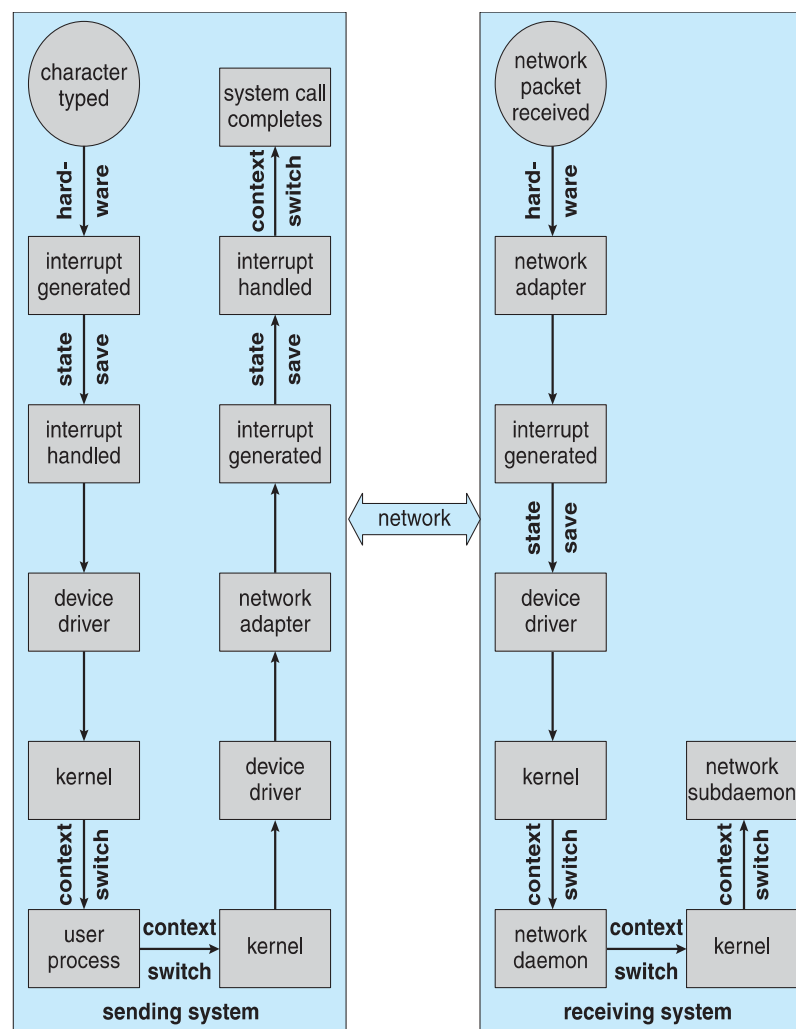 character
typed
hard-
ware
interrupt
generated
state
save
interrupt
handled
device
driver
kernel
context
switch
user
process
context
switch
kernel
device
driver
network
adapter
interrupt
generated
state
save
interrupt
handled
context
switch
system call
completes
sending system
network
network
packet
received
hard-
ware
network
adapter
interrupt
generated
state
save
device
driver
kernel
context
switch
network
daemon
context
switch
kernel
context
switch
network
subdaemon
receiving system